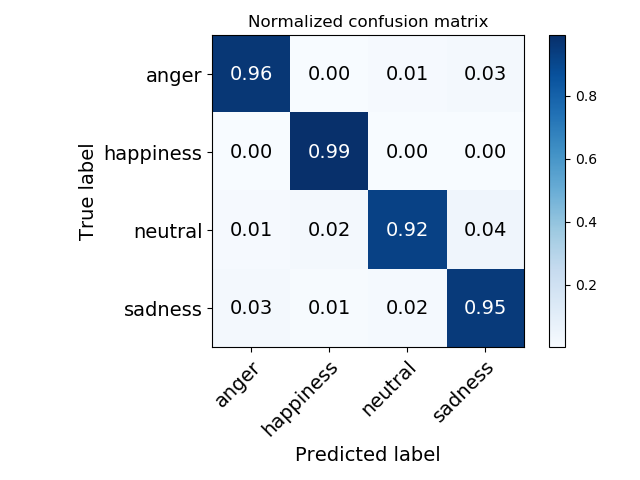 Normalized confusion matrix
True label
anger 0.96 0.00 0.01 0.03
happiness 0.00 0.99 0.00 0.00
neutral 0.01 0.02 0.92 0.04
sadness 0.03 0.01 0.02 0.95
anger happiness neutral sadness
Predicted label
0.8
0.6
0.4
0.2